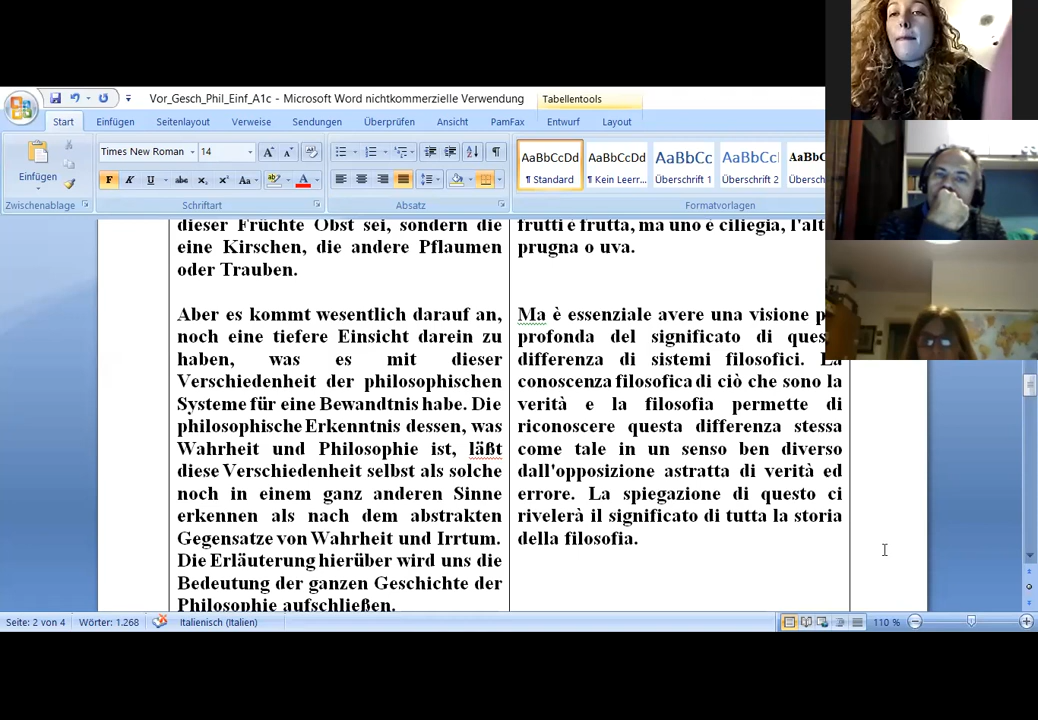 Vor_Gesch_Phil_Einf_A1c - Microsoft Word nichtkommerzielle Verwendung
Tabellentools
Start Einfügen Seitenlayout Verweise Sendungen Überprüfen Ansicht PamFax Entwurf Layout
Einfügen
Times New Roman 14
F K U abc x₂ x² Aa
AaBbCcDd AaBbCcDd AaBbCc AaBbCc AaBbC
¶ Standard ¶ Kein Leerr... Überschrift 1 Überschrift 2 Übersc
Zwischenablage Schriftart Absatz Formatvorlagen
dieser Früchte Obst sei, sondern die
eine Kirschen, die andere Pflaumen
oder Trauben.
Aber es kommt wesentlich darauf an,
noch eine tiefere Einsicht darein zu
haben, was es mit dieser
Verschiedenheit der philosophischen
Systeme für eine Bewandtnis habe. Die
philosophische Erkenntnis dessen, was
Wahrheit und Philosophie ist, läßt
diese Verschiedenheit selbst als solche
noch in einem ganz anderen Sinne
erkennen als nach dem abstrakten
Gegensatze von Wahrheit und Irrtum.
Die Erläuterung hierüber wird uns die
Bedeutung der ganzen Geschichte der
Philosophie aufschließen.
frutti è frutta, ma uno è ciliegia, l'alt
prugna o uva.
Ma è essenziale avere una visione p
profonda del significato di ques
differenza di sistemi filosofici. La
conoscenza filosofica di ciò che sono la
verità e la filosofia permette di
riconoscere questa differenza stessa
come tale in un senso ben diverso
dall'opposizione astratta di verità ed
errore. La spiegazione di questo ci
rivelerà il significato di tutta la storia
della filosofia.
Seite: 2 von 4 Wörter: 1.268 Italienisch (Italien) 110 %